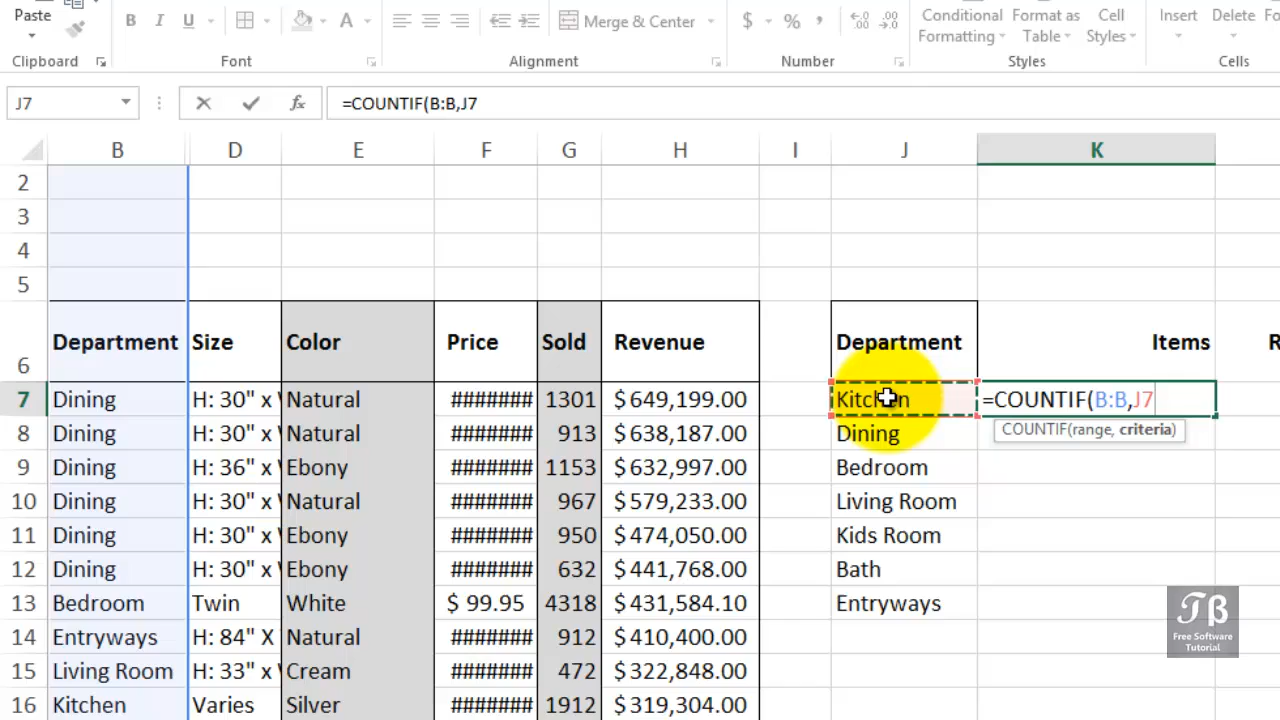 Paste B I U A Merge & Center $ % , Conditional Format as Cell Insert Delete
Formatting Table Styles
Clipboard Font Alignment Number Styles Cells
J7 fx =COUNTIF(B:B,J7
B D E F G H I J K
2
3
4
5
6 Department Size Color Price Sold Revenue Department Items R
7 Dining H: 30" x Natural ####### 1301 $ 649,199.00 Kitchen =COUNTIF(B:B,J7
COUNTIF(range, criteria)
8 Dining H: 30" x Natural ####### 913 $ 638,187.00 Dining
9 Dining H: 36" x Ebony ####### 1153 $ 632,997.00 Bedroom
10 Dining H: 30" x Natural ####### 967 $ 579,233.00 Living Room
11 Dining H: 30" x Ebony ####### 950 $ 474,050.00 Kids Room
12 Dining H: 30" x Ebony ####### 632 $ 441,768.00 Bath
13 Bedroom Twin White $ 99.95 4318 $ 431,584.10 Entryways
14 Entryways H: 84" X Natural ####### 912 $ 410,400.00
15 Living Room H: 33" x Cream ####### 472 $ 322,848.00
16 Kitchen Varies Silver ####### 1912 $ 319,304.00
TB
Free Software
Tutorial